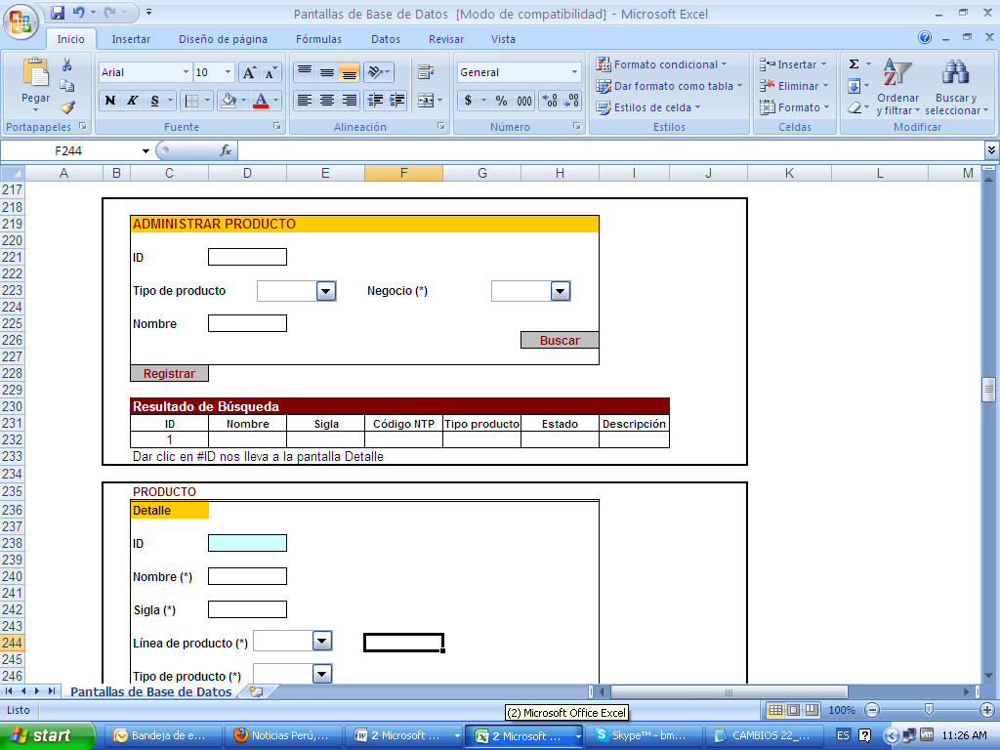 Pantallas de Base de Datos [Modo de compatibilidad] - Microsoft Excel
Inicio Insertar Diseño de página Fórmulas Datos Revisar Vista
Pegar
Arial 10
General
N K S
$ % 000
Formato condicional
Dar formato como tabla
Estilos de celda
Insertar
Eliminar
Formato
Σ
Ordenar y filtrar
Buscar y seleccionar
Portapapeles Fuente Alineación Número Estilos Celdas Modificar
F244 fx
A B C D E F G H I J K L M
217
218
219 ADMINISTRAR PRODUCTO
220
221 ID
222
223 Tipo de producto Negocio (*)
224
225 Nombre
226 Buscar
227
228 Registrar
229
230 Resultado de Búsqueda
231 ID Nombre Sigla Código NTP Tipo producto Estado Descripción
232 1
233 Dar clic en #ID nos lleva a la pantalla Detalle
234
235 PRODUCTO
236 Detalle
237
238 ID
239
240 Nombre (*)
241
242 Sigla (*)
243
244 Línea de producto (*)
245
246 Tipo de producto (*)
Pantallas de Base de Datos
Listo 100%
(2) Microsoft Office Excel
start Bandeja de e... Noticias Perú,... 2 Microsoft ... 2 Microsoft ... Skype™ - bm... CAMBIOS 22_... ES 11:26 AM